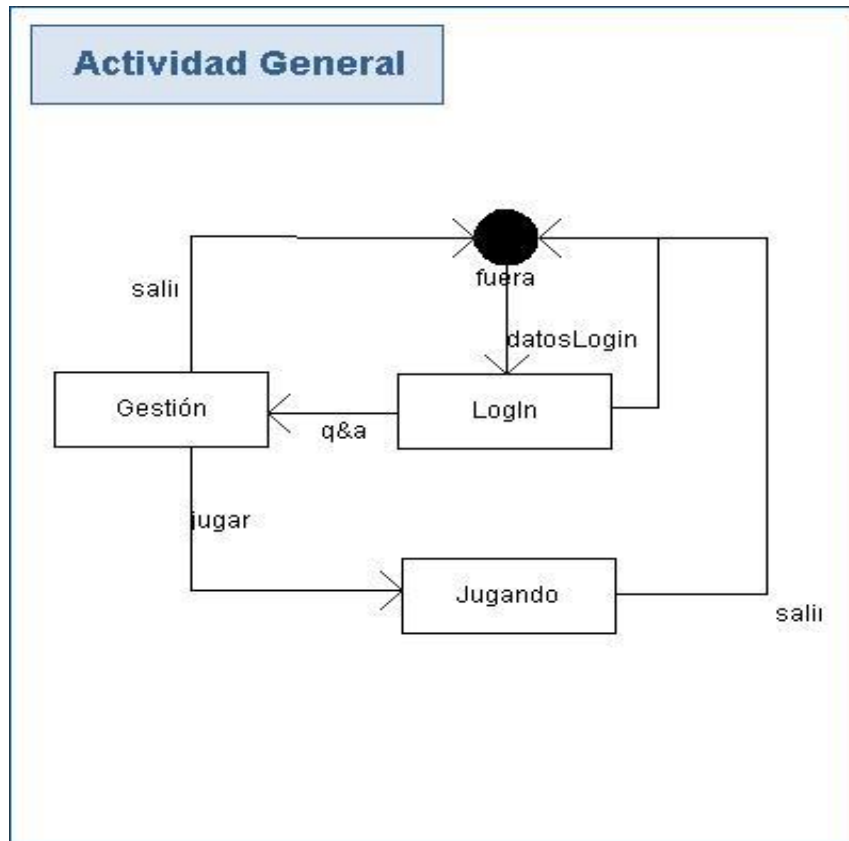 Actividad General
fuera
salir
datosLogin
Gestión
LogIn
q&a
jugar
Jugando
salir